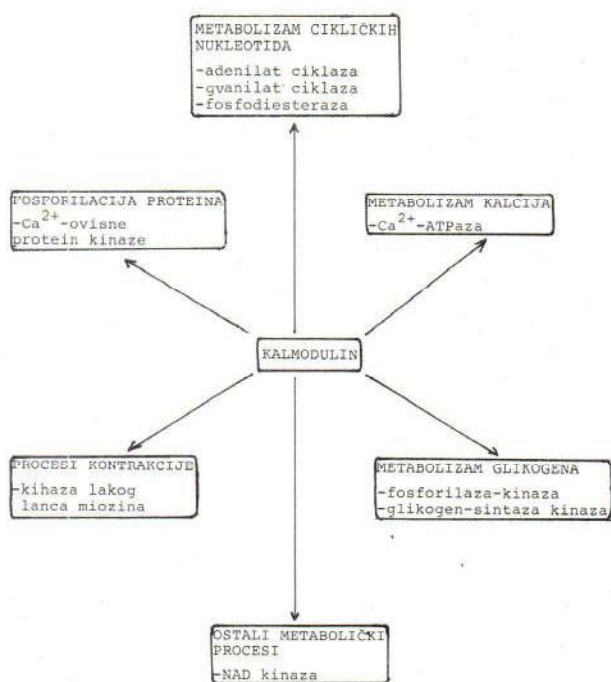 METABOLIZAM CIKLIČKIH
NUKLEOTIDA
-adenilat ciklaza
-gvanilat ciklaza
-fosfodiesteraza
FOSFORILACIJA PROTEINA
-Ca2+-ovisne
protein kinaze
METABOLIZAM KALCIJA
-Ca2+-ATPaza
KALMODULIN
PROCESI KONTRAKCIJE
-kihaza lakog
lanca miozina
METABOLIZAM GLIKOGENA
-fosforilaza-kinaza
-glikogen-sintaza kinaza
OSTALI METABOLIČKI
PROCESI
-NAD kinaza